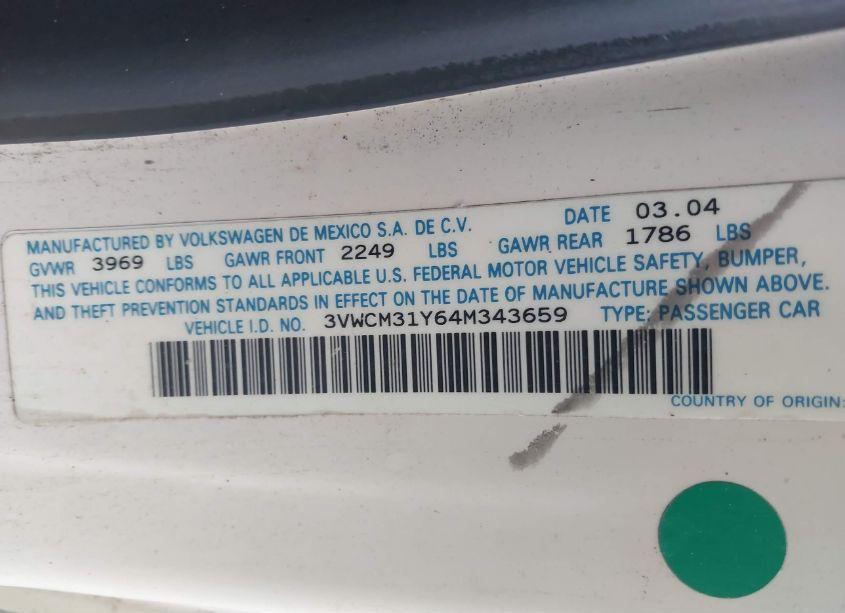 MANUFACTURED BY VOLKSWAGEN DE MEXICO S.A. DE C.V. DATE 03.04
GVWR 3969 LBS GAWR FRONT 2249 LBS GAWR REAR 1786 LBS
THIS VEHICLE CONFORMS TO ALL APPLICABLE U.S. FEDERAL MOTOR VEHICLE SAFETY, BUMPER,
AND THEFT PREVENTION STANDARDS IN EFFECT ON THE DATE OF MANUFACTURE SHOWN ABOVE.
VEHICLE I.D. NO. 3VWCM31Y64M343659 TYPE: PASSENGER CAR
COUNTRY OF ORIGIN: